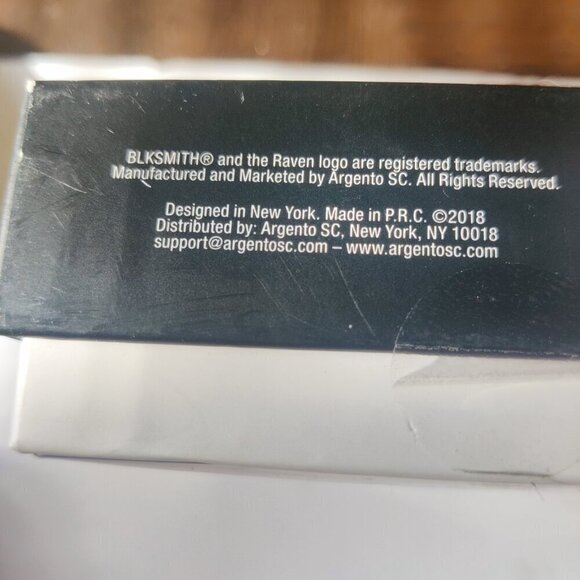 BLKSMITH® and the Raven logo are registered trademarks.
Manufactured and Marketed by Argento SC. All Rights Reserved.
Designed in New York. Made in P.R.C. ©2018
Distributed by: Argento SC, New York, NY 10018
support@argentosc.com – www.argentosc.com